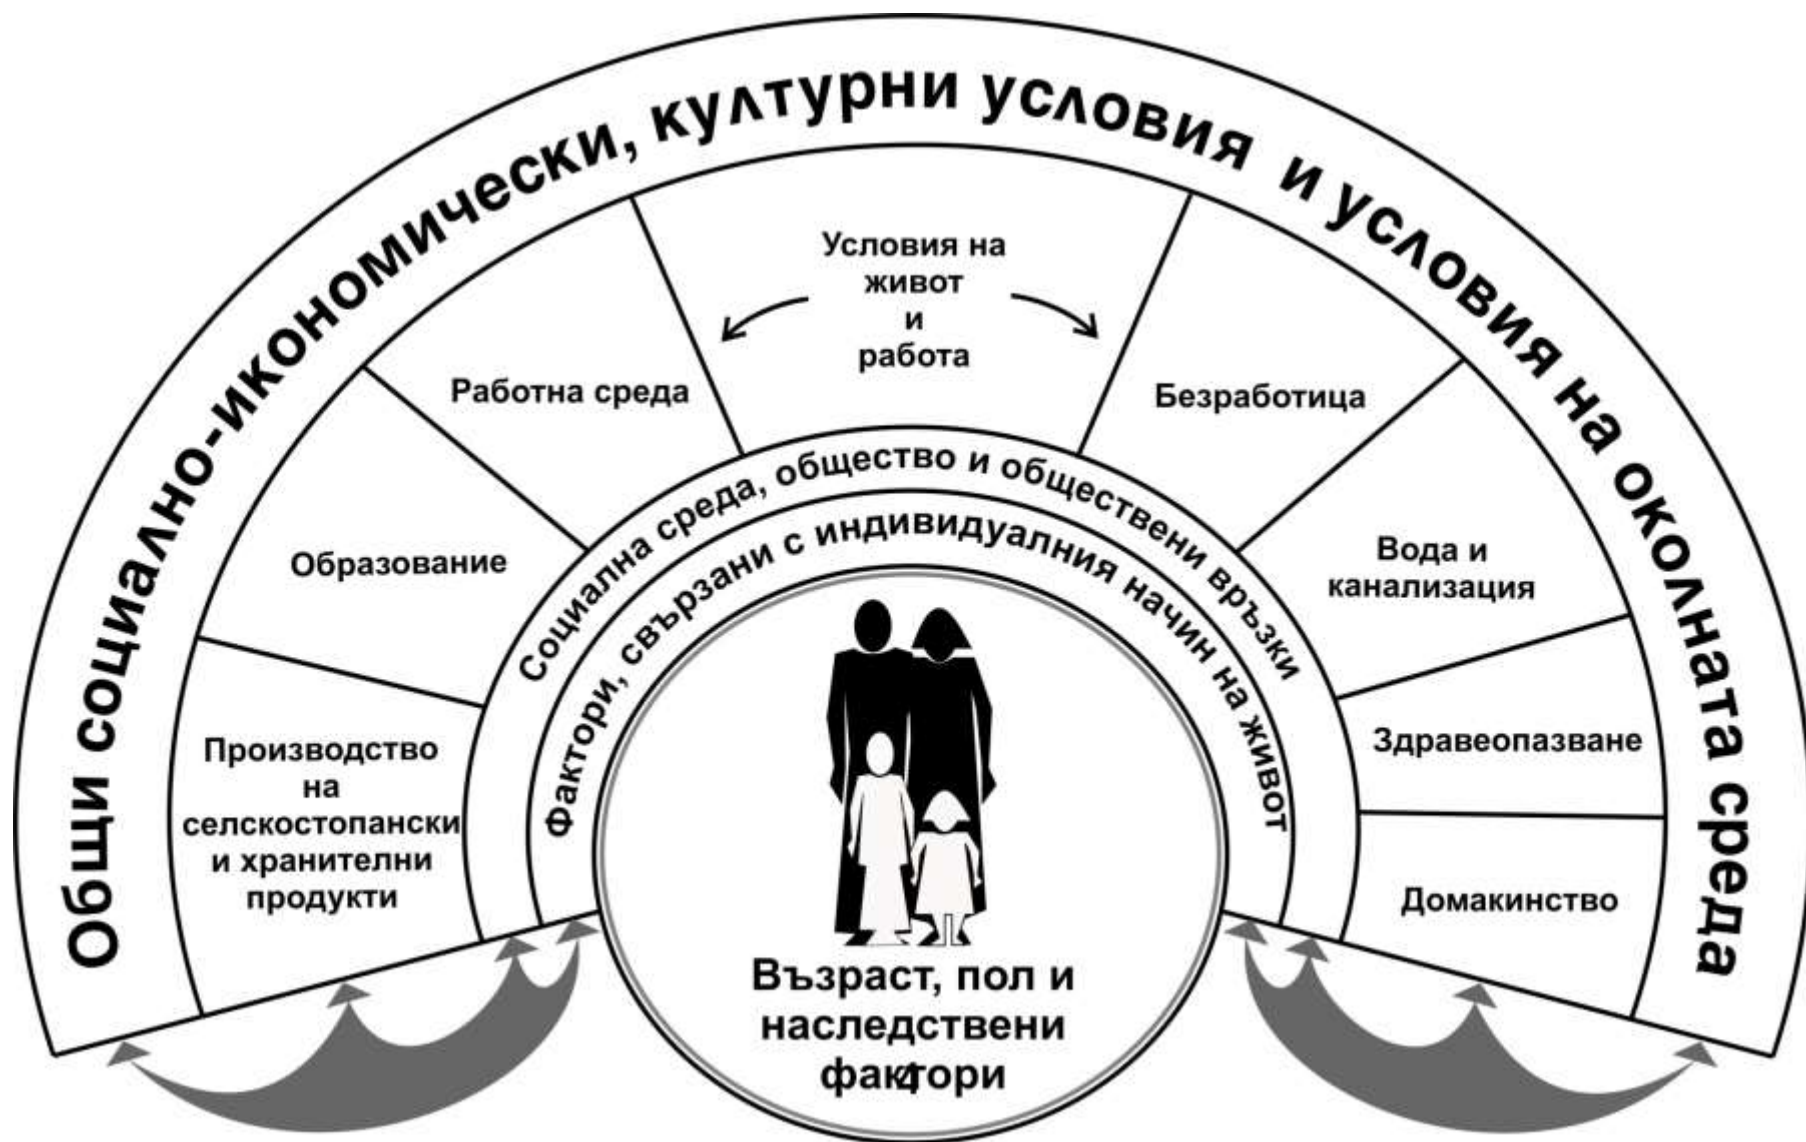 Общи социално-икономически, културни условия и условия на околната среда
Условия на
живот
и
работа
Работна среда
Безработица
Образование
Вода и
канализация
Производство
на
селскостопански
и хранителни
продукти
Здравеопазване
Домакинство
Социална среда, общество и обществени връзки
Фактори, свързани с индивидуалния начин на живот
Възраст, пол и
наследствени
фактори
4